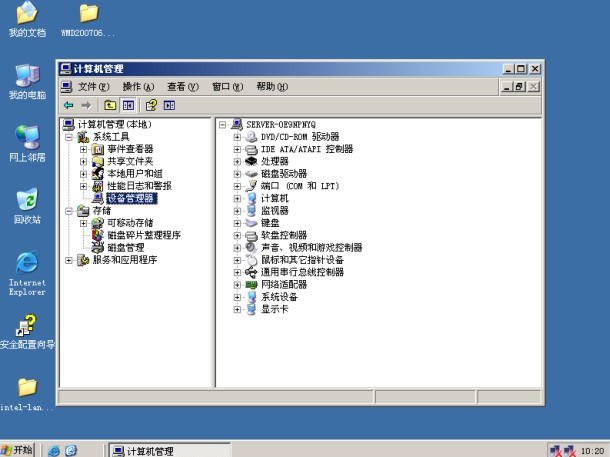 我的文档
WMD200706...
我的电脑
网上邻居
回收站
Internet
Explorer
安全配置向导
intel-lan...
计算机管理
文件(F) 操作(A) 查看(V) 窗口(W) 帮助(H)
计算机管理(本地)
系统工具
事件查看器
共享文件夹
本地用户和组
性能日志和警报
设备管理器
存储
可移动存储
磁盘碎片整理程序
磁盘管理
服务和应用程序
SERVER-0E9NPNYQ
DVD/CD-ROM 驱动器
IDE ATA/ATAPI 控制器
处理器
磁盘驱动器
端口 (COM 和 LPT)
计算机
监视器
键盘
软盘控制器
声音、视频和游戏控制器
鼠标和其它指针设备
通用串行总线控制器
网络适配器
系统设备
显示卡
开始
计算机管理
10:20